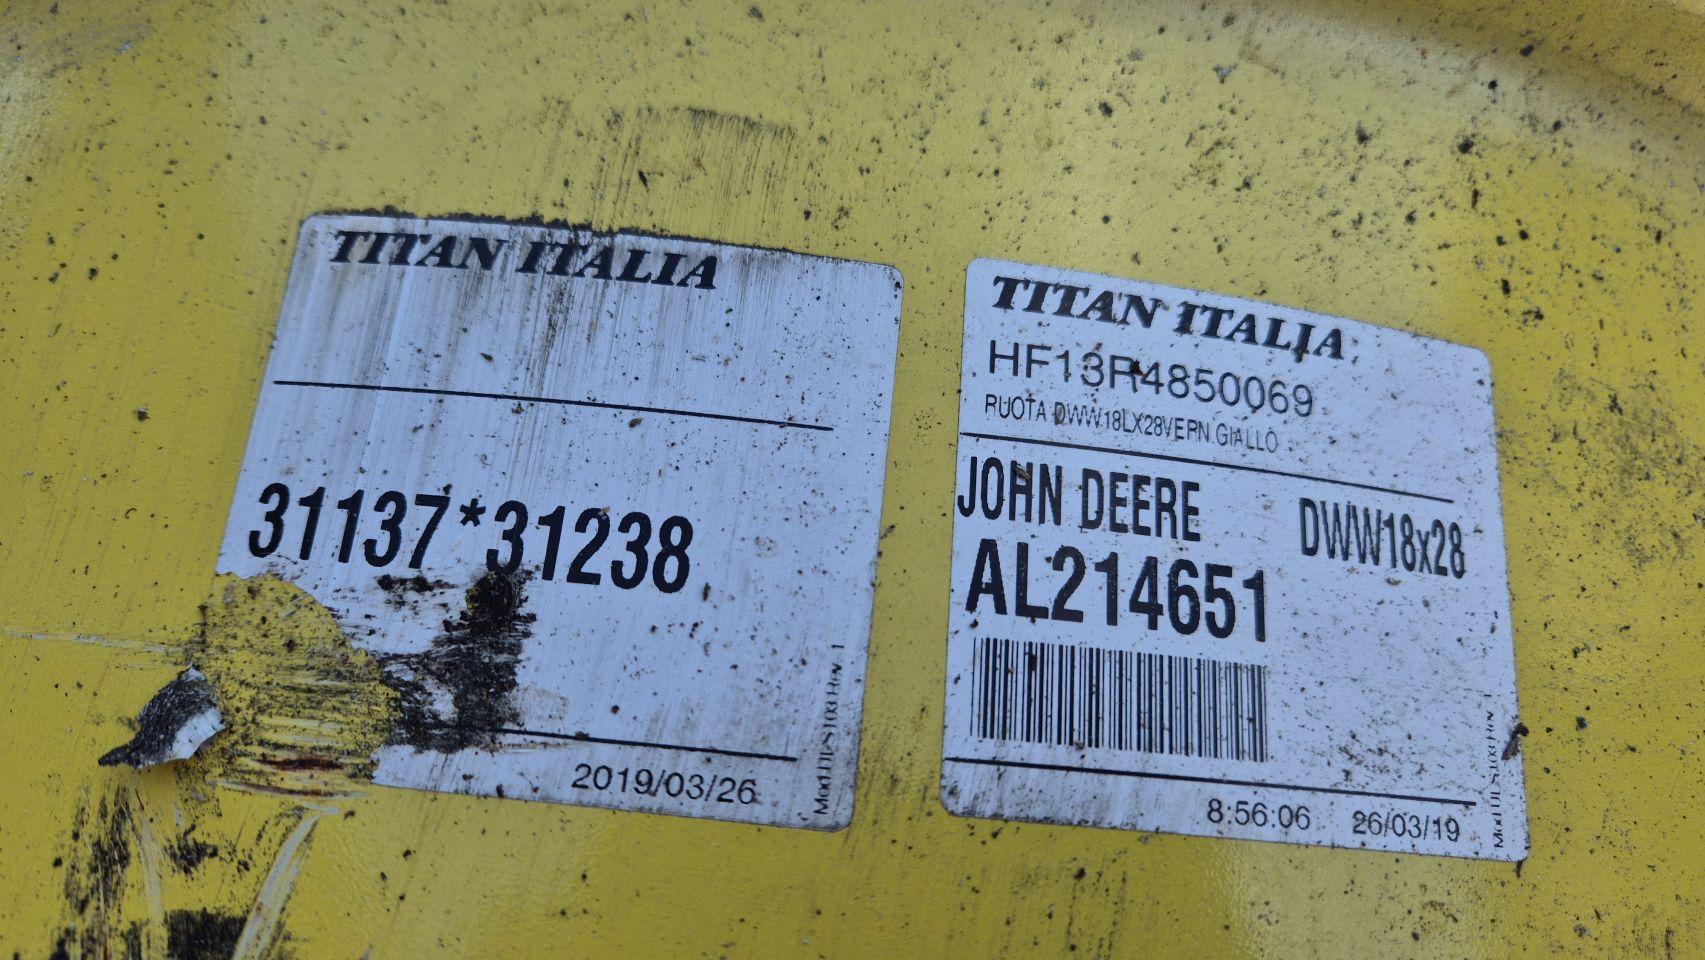 TITAN ITALIA
31137*31238
2019/03/26
TITAN ITALIA
HF13R4850069
RUOTA DWW18LX28VERN.GIALLO
JOHN DEERE DWW18x28
AL214651
8:56:06 26/03/19